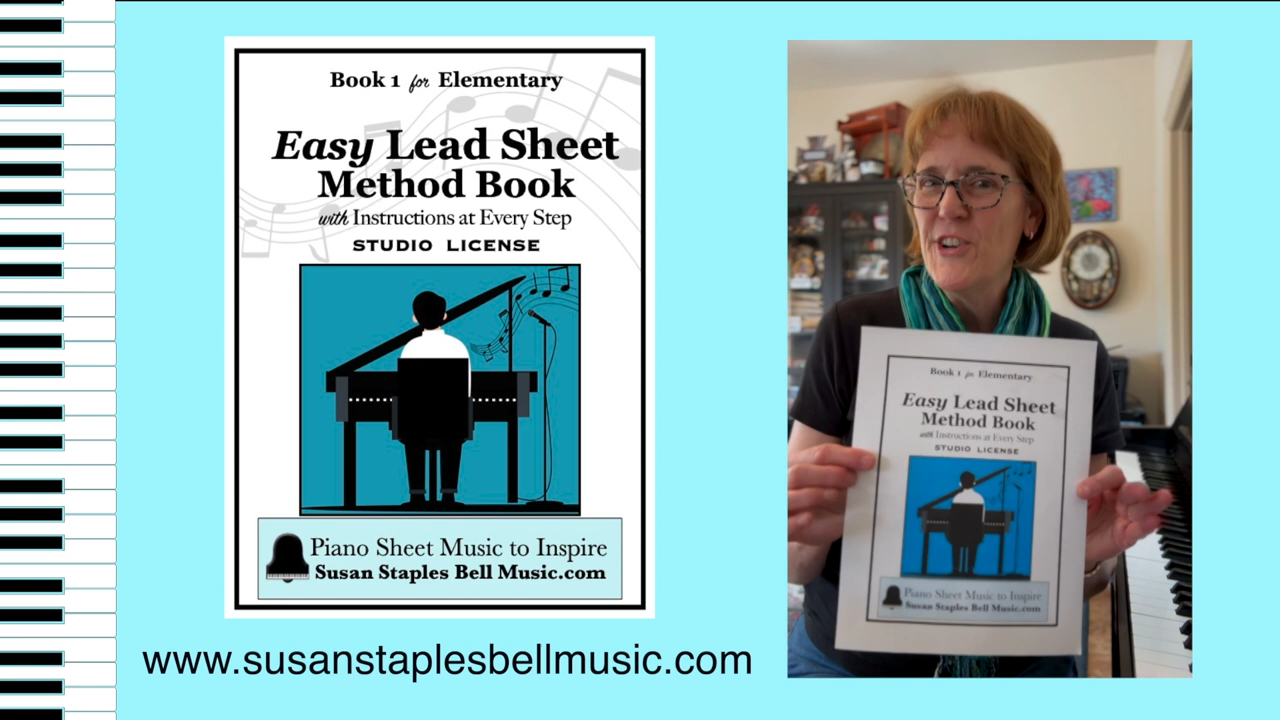 Book 1 for Elementary
Easy Lead Sheet
Method Book
with Instructions at Every Step
STUDIO LICENSE
Piano Sheet Music to Inspire
Susan Staples Bell Music.com
www.susanstaplesbellmusic.com
Book 1 for Elementary
Easy Lead Sheet
Method Book
with Instructions at Every Step
STUDIO LICENSE
Piano Sheet Music to Inspire
Susan Staples Bell Music.com